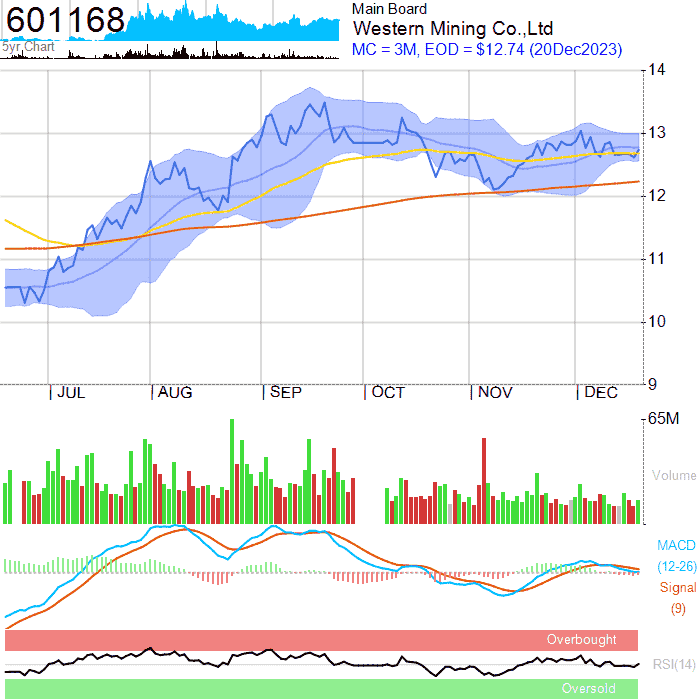 601168
5yr Chart
Main Board
Western Mining Co.,Ltd
MC = 3M, EOD = $12.74 (20Dec2023)
14
13
12
11
10
9
JUL AUG SEP OCT NOV DEC
65M
Volume
MACD
(12-26)
Signal
(9)
Overbought
RSI(14)
Oversold